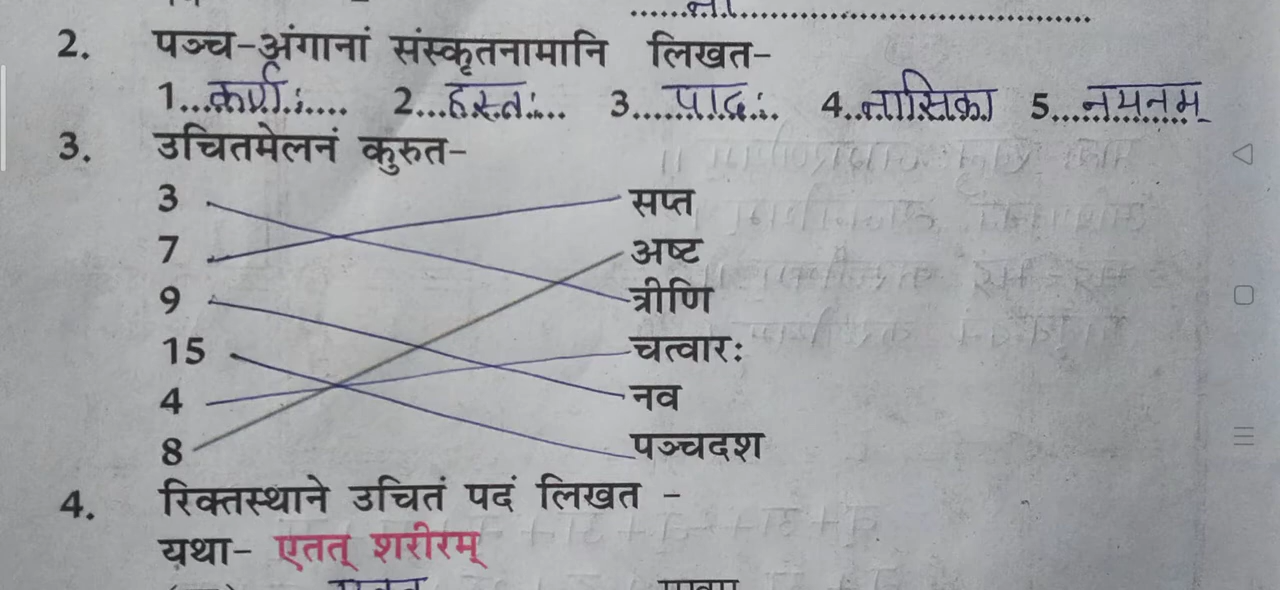 2. पञ्च-अंगानां संस्कृतनामानि लिखत-
1...कर्णः..... 2...हस्तः... 3......पादः.. 4..नासिका 5.....नयनम्
3. उचितमेलनं कुरुत-
3 सप्त
7 अष्ट
9 त्रीणि
15 चत्वारः
4 नव
8 पञ्चदश
4. रिक्तस्थाने उचितं पदं लिखत -
यथा- एतत् शरीरम्